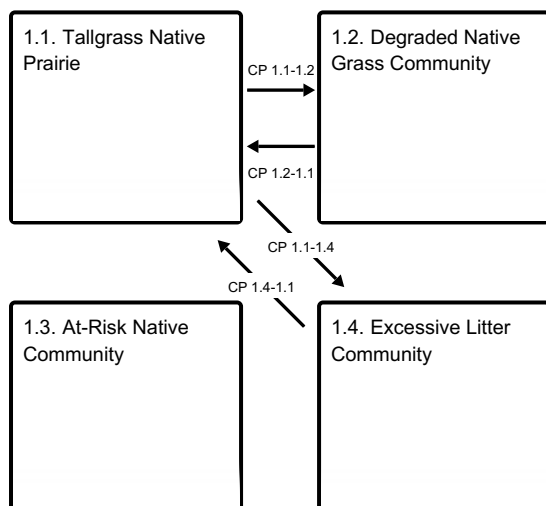 1.1. Tallgrass Native
Prairie
CP 1.1-1.2
1.2. Degraded Native
Grass Community
CP 1.2-1.1
CP 1.1-1.4
CP 1.4-1.1
1.3. At-Risk Native
Community
1.4. Excessive Litter
Community